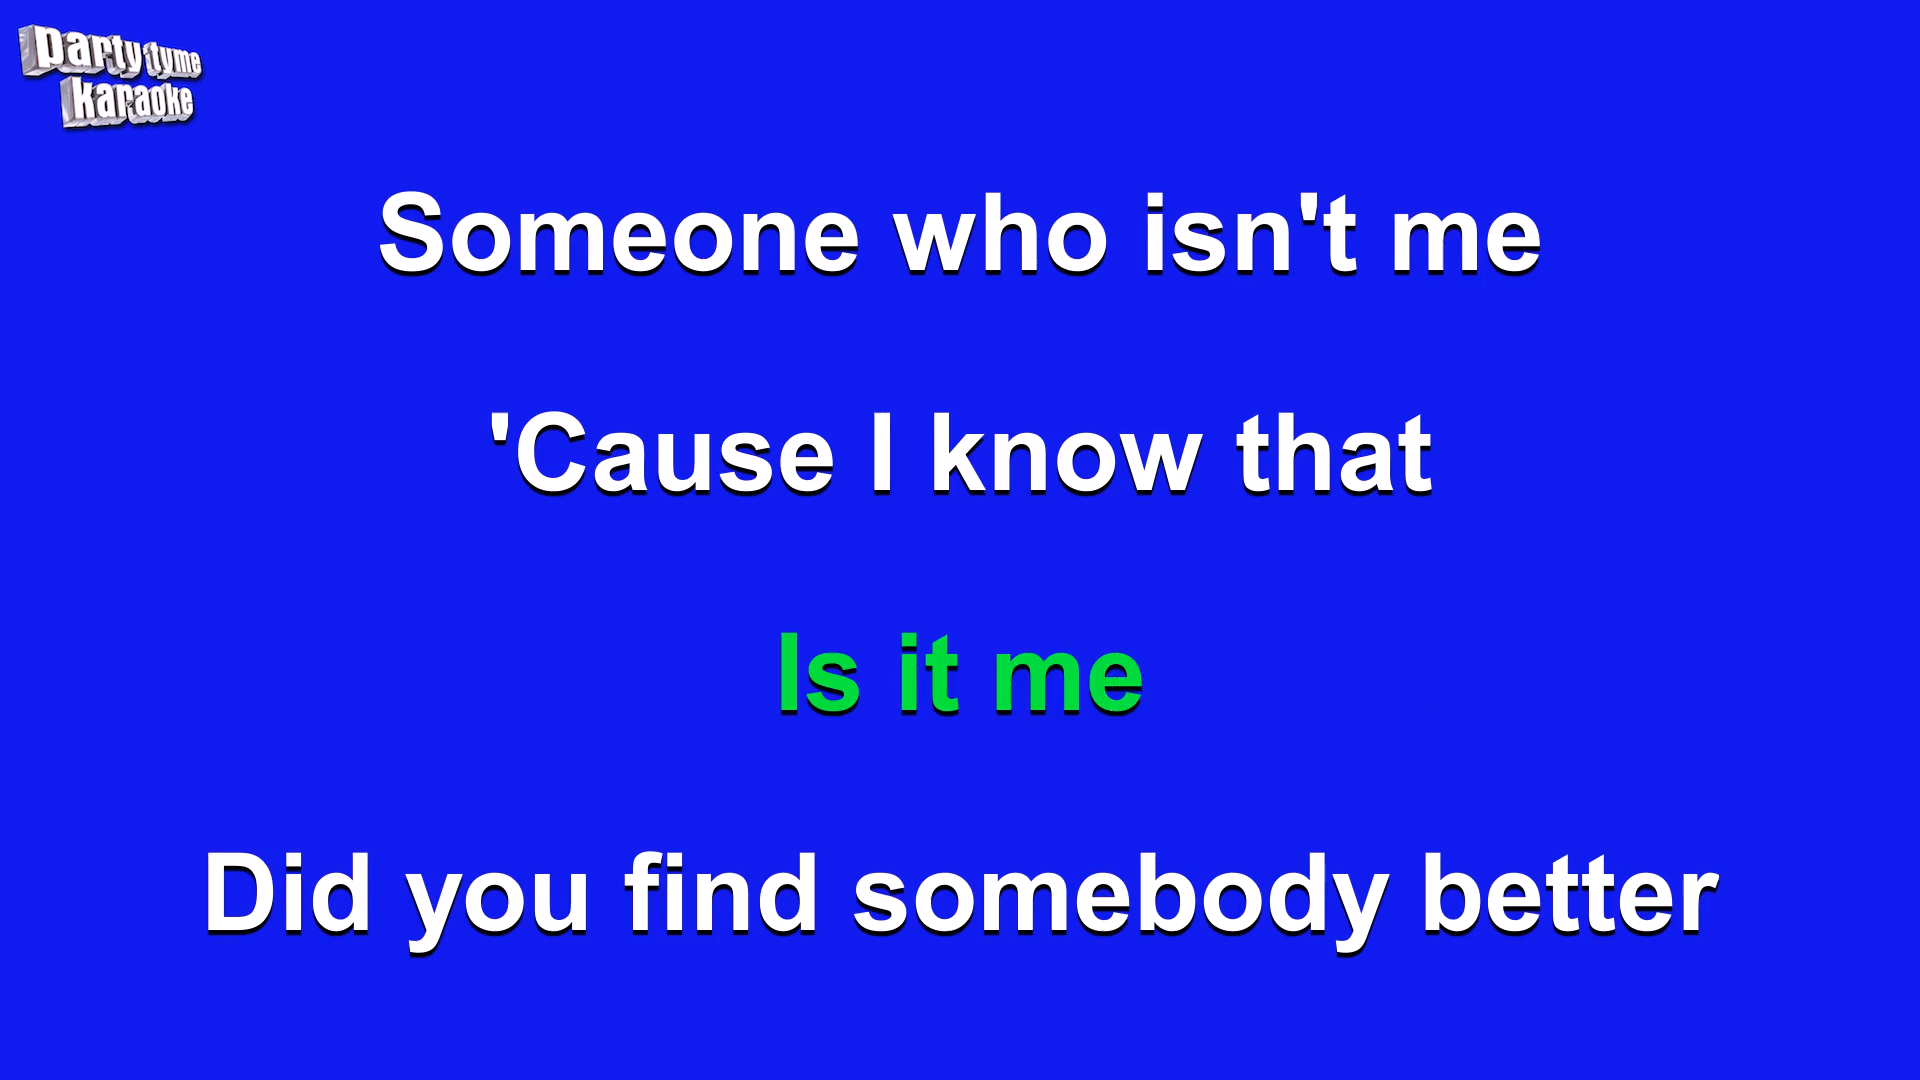 party tyme
karaoke
Someone who isn't me
'Cause I know that
Is it me
Did you find somebody better